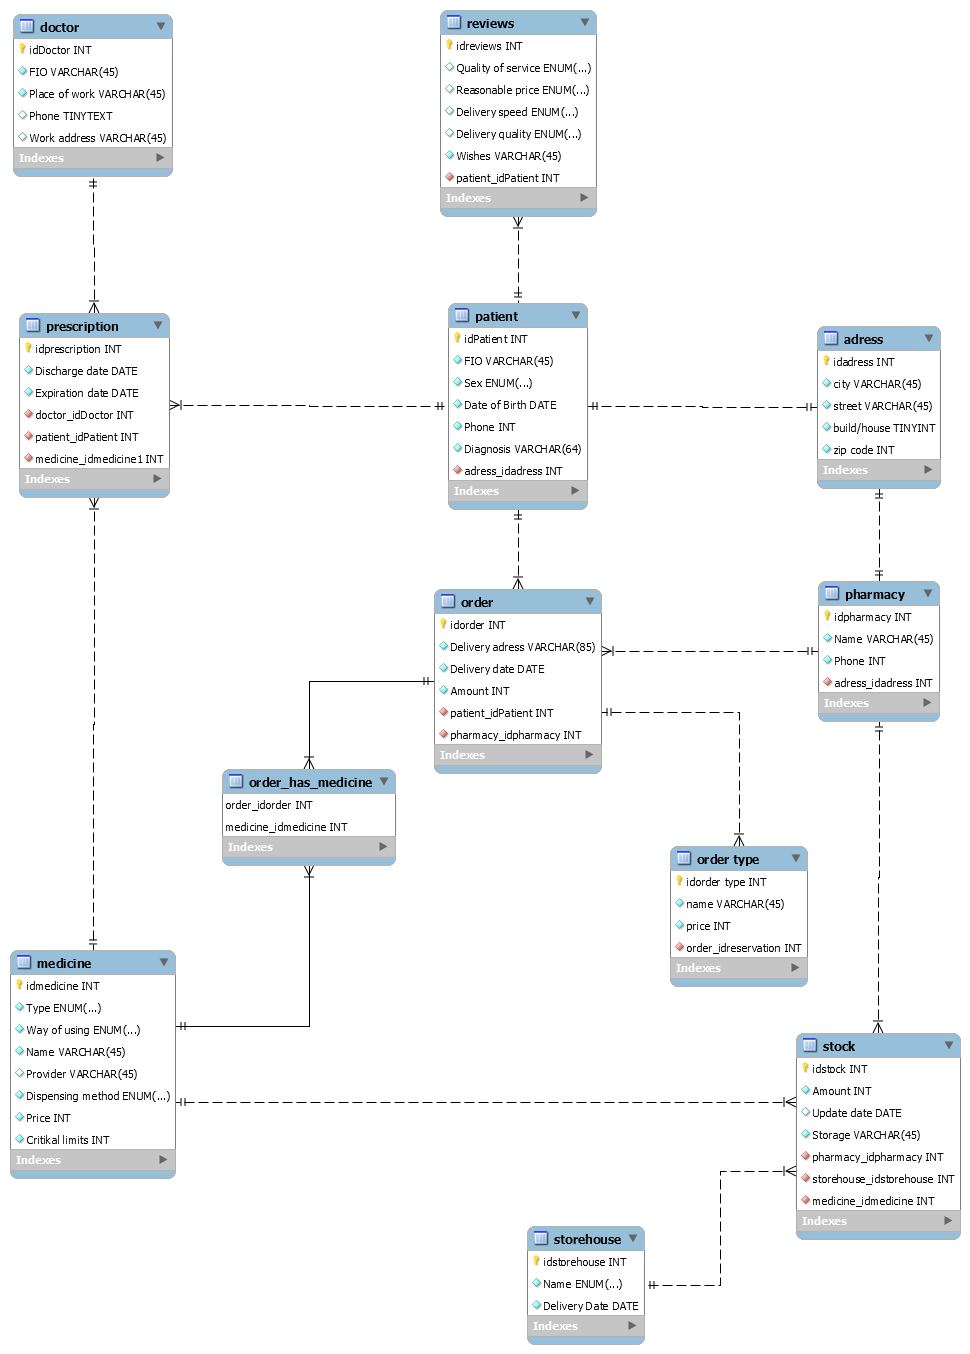 doctor
idDoctor INT
FIO VARCHAR(45)
Place of work VARCHAR(45)
Phone TINYTEXT
Work address VARCHAR(45)
Indexes
reviews
idreviews INT
Quality of service ENUM(...)
Reasonable price ENUM(...)
Delivery speed ENUM(...)
Delivery quality ENUM(...)
Wishes VARCHAR(45)
patient_idPatient INT
Indexes
prescription
idprescription INT
Discharge date DATE
Expiration date DATE
doctor_idDoctor INT
patient_idPatient INT
medicine_idmedicine1 INT
Indexes
patient
idPatient INT
FIO VARCHAR(45)
Sex ENUM(...)
Date of Birth DATE
Phone INT
Diagnosis VARCHAR(64)
adress_idadress INT
Indexes
adress
idadress INT
city VARCHAR(45)
street VARCHAR(45)
build/house TINYINT
zip code INT
Indexes
order
idorder INT
Delivery adress VARCHAR(85)
Delivery date DATE
Amount INT
patient_idPatient INT
pharmacy_idpharmacy INT
Indexes
pharmacy
idpharmacy INT
Name VARCHAR(45)
Phone INT
adress_idadress INT
Indexes
order_has_medicine
order_idorder INT
medicine_idmedicine INT
Indexes
order type
idorder type INT
name VARCHAR(45)
price INT
order_idreservation INT
Indexes
medicine
idmedicine INT
Type ENUM(...)
Way of using ENUM(...)
Name VARCHAR(45)
Provider VARCHAR(45)
Dispensing method ENUM(...)
Price INT
Critikal limits INT
Indexes
stock
idstock INT
Amount INT
Update date DATE
Storage VARCHAR(45)
pharmacy_idpharmacy INT
storehouse_idstorehouse INT
medicine_idmedicine INT
Indexes
storehouse
idstorehouse INT
Name ENUM(...)
Delivery Date DATE
Indexes